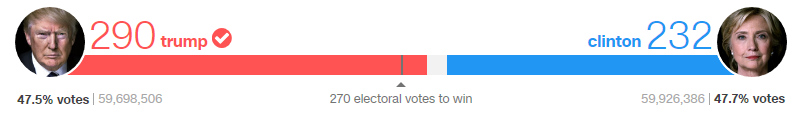 290 trump
clinton 232
47.5% votes | 59,698,506
270 electoral votes to win
59,926,386 | 47.7% votes